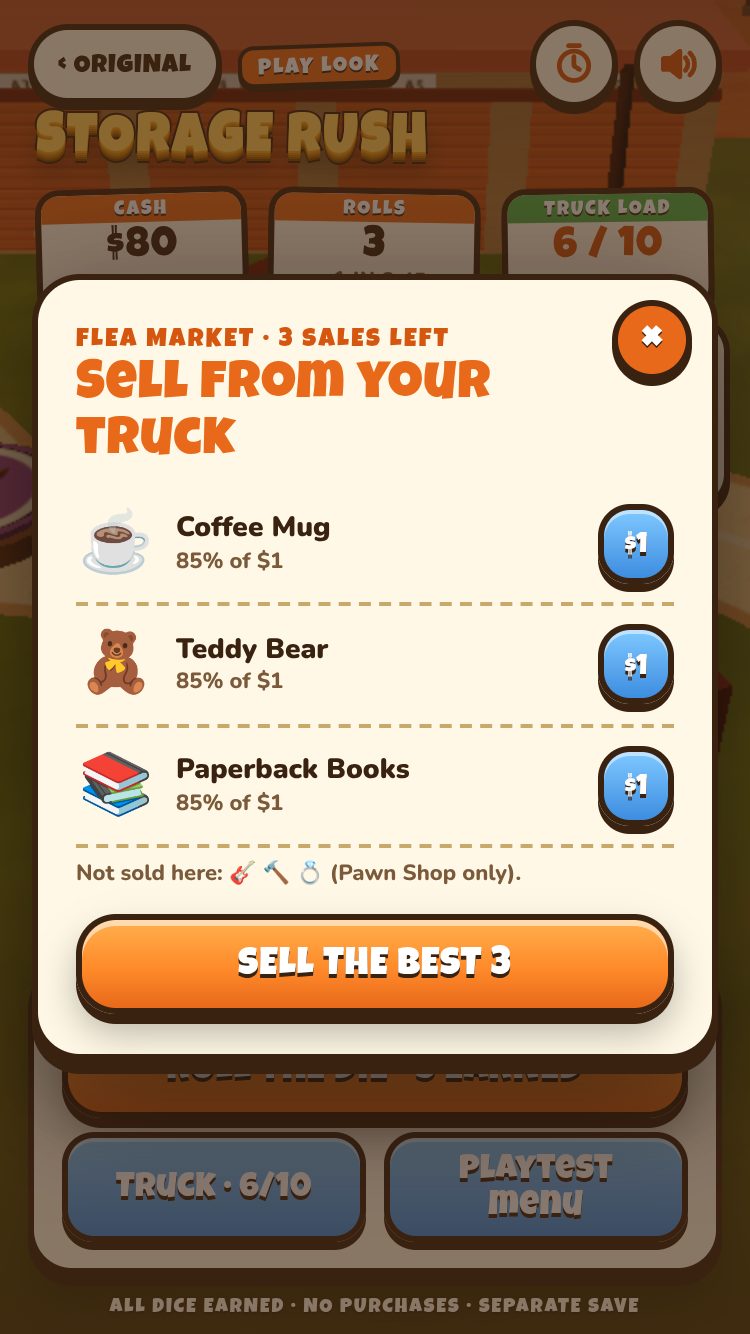 ‹ ORIGINAL
PLAY LOOK
STORAGE RUSH
CASH
$80
ROLLS
3
TRUCK LOAD
6 / 10
FLEA MARKET · 3 SALES LEFT
SELL FROM YOUR
TRUCK
Coffee Mug
85% of $1
$1
Teddy Bear
85% of $1
$1
Paperback Books
85% of $1
$1
Not sold here: 🎸 🔨 💍 (Pawn Shop only).
SELL THE BEST 3
TRUCK · 6/10
PLAYTEST
MENU
ALL DICE EARNED · NO PURCHASES · SEPARATE SAVE